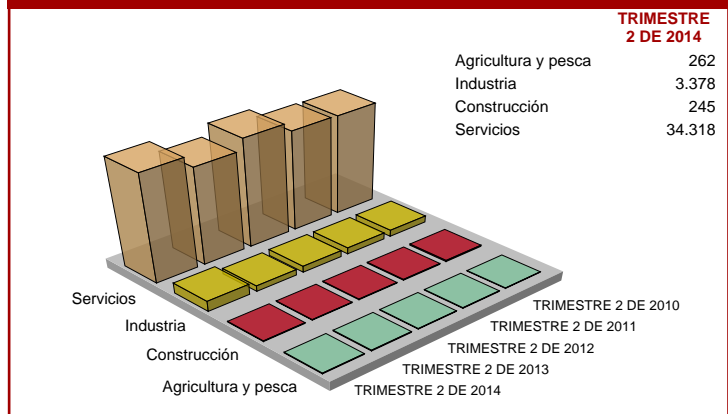 TRIMESTRE
2 DE 2014
Agricultura y pesca 262
Industria 3.378
Construcción 245
Servicios 34.318
Servicios
Industria
Construcción
Agricultura y pesca
TRIMESTRE 2 DE 2010
TRIMESTRE 2 DE 2011
TRIMESTRE 2 DE 2012
TRIMESTRE 2 DE 2013
TRIMESTRE 2 DE 2014